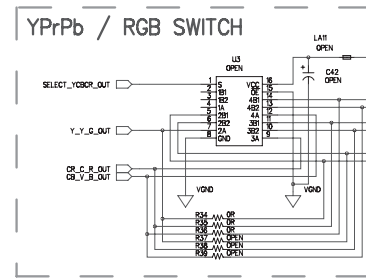 YPrPb / RGB SWITCH
LA11
OPEN
U3
OPEN
C42
OPEN
SELECT_YCBCR_OUT
Y_Y_G_OUT
CR_C_R_OUT
CB_V_B_OUT
1 S VCC 16
2 1B1 OE 15
3 1B2 4B1 14
4 1A 4B2 13
5 2B1 4A 12
6 2B2 3B1 11
7 2A 3B2 10
8 GND 3A 9
VGND VGND
R34 0R
R35 0R
R36 0R
R37 OPEN
R38 OPEN
R39 OPEN